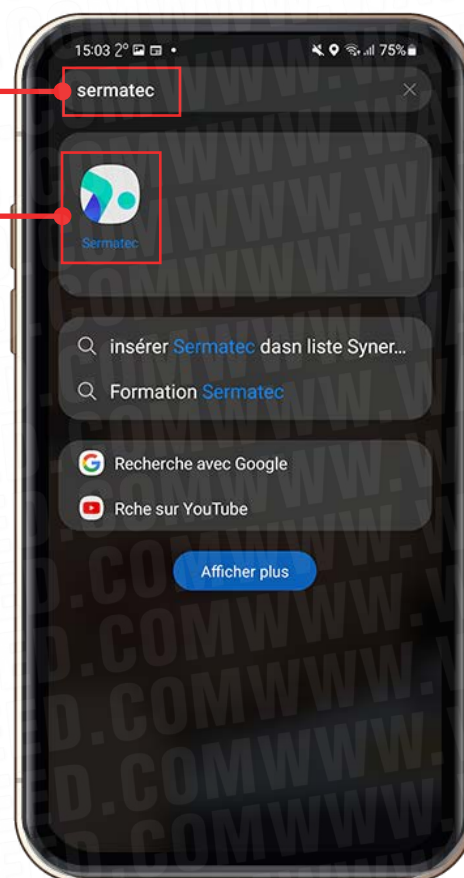 15:03 2° 75%
sermatec
Sermatec
insérer Sermatec dasn liste Syner...
Formation Sermatec
Recherche avec Google
Rche sur YouTube
Afficher plus